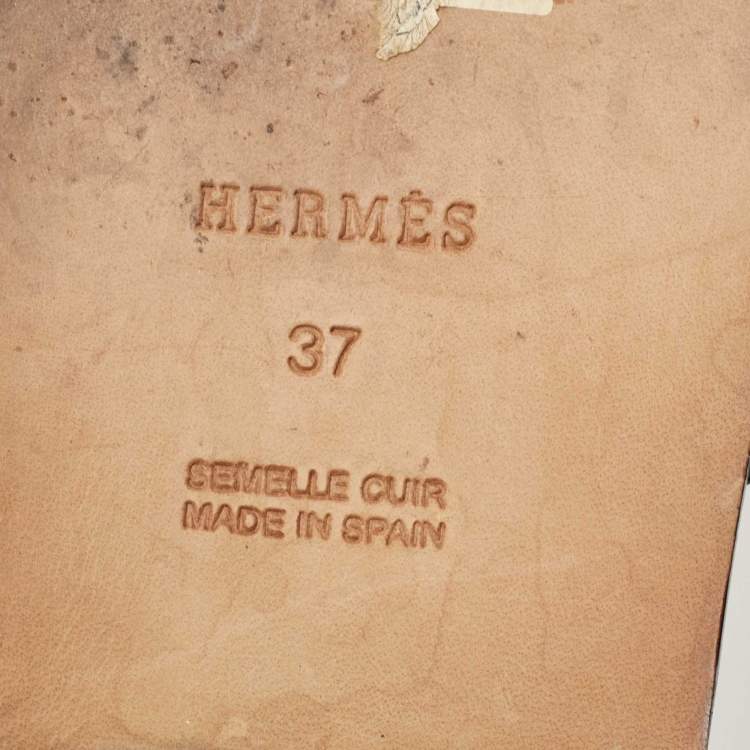 HERMÈS
37
SEMELLE CUIR
MADE IN SPAIN